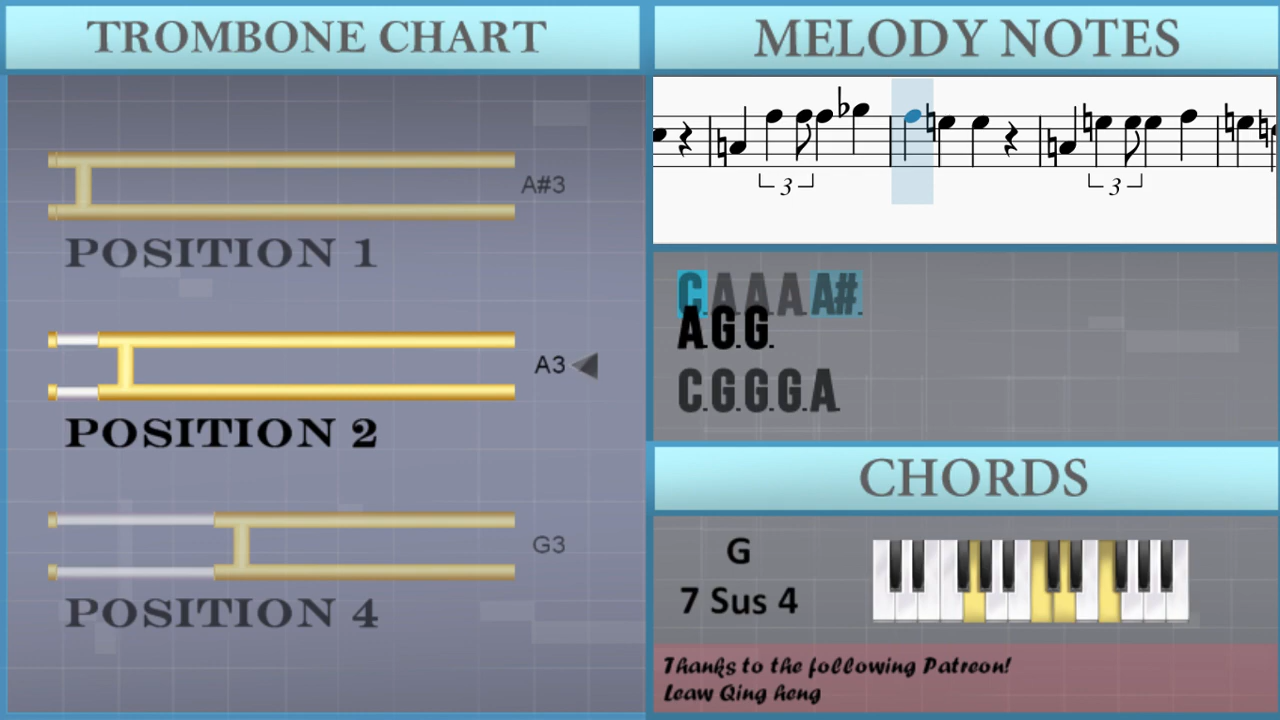 TROMBONE CHART
A#3
POSITION 1
A3
POSITION 2
G3
POSITION 4
MELODY NOTES
3 3
C. A. A. A. A#.
A. G. G.
C. G. G. G. A.
CHORDS
G
7 Sus 4
Thanks to the following Patreon!
Leaw Qing heng